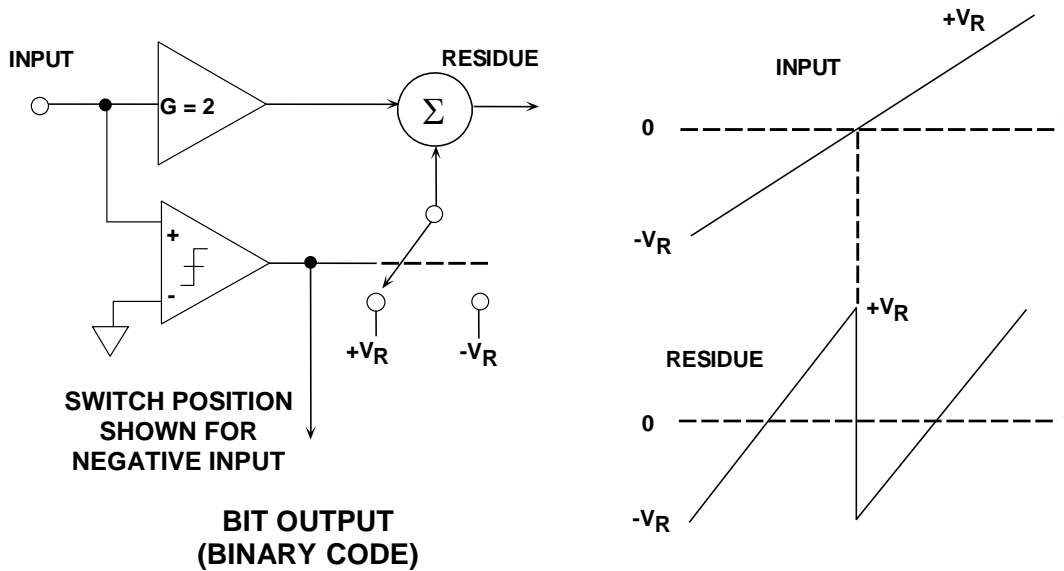 INPUT
G = 2
RESIDUE
Σ
+
-
+VR
-VR
SWITCH POSITION
SHOWN FOR
NEGATIVE INPUT
BIT OUTPUT
(BINARY CODE)
+VR
INPUT
0
-VR
+VR
RESIDUE
0
-VR